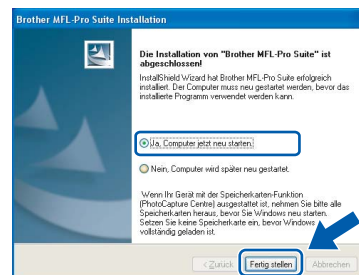 Brother MFL-Pro Suite Installation
Die Installation von "Brother MFL-Pro Suite" ist
abgeschlossen!
InstallShield Wizard hat Brother MFL-Pro Suite erfolgreich
installiert. Der Computer muss neu gestartet werden, bevor das
installierte Programm verwendet werden kann.
Ja, Computer jetzt neu starten.
Nein, Computer wird später neu gestartet.
Wenn Ihr Gerät mit der Speicherkarten-Funktion
(PhotoCapture Centre) ausgestattet ist, nehmen Sie bitte alle
Speicherkarten heraus, bevor Sie Windows neu starten.
Setzen Sie keine Speicherkarte ein, bevor Windows
vollständig geladen ist.
< Zurück
Fertig stellen
Abbrechen